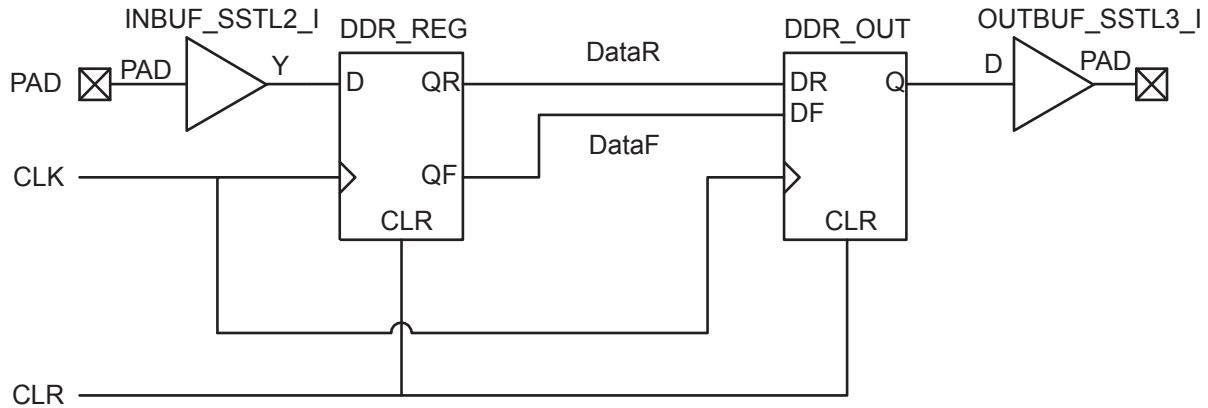 INBUF_SSTL2_I
DDR_REG
DDR_OUT
OUTBUF_SSTL3_I
PAD
PAD
Y
D
QR
DataR
DR
Q
D
PAD
DF
DataF
CLK
QF
CLR
CLR
CLR